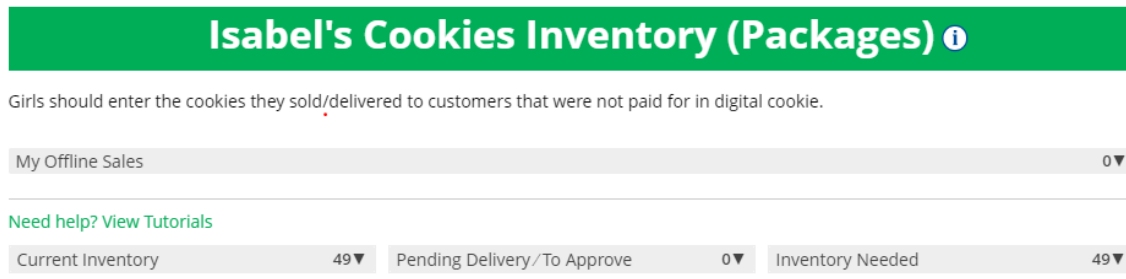 Isabel's Cookies Inventory (Packages) i
Girls should enter the cookies they sold/delivered to customers that were not paid for in digital cookie.
My Offline Sales 0▼
Need help? View Tutorials
Current Inventory 49▼ Pending Delivery/To Approve 0▼ Inventory Needed 49▼